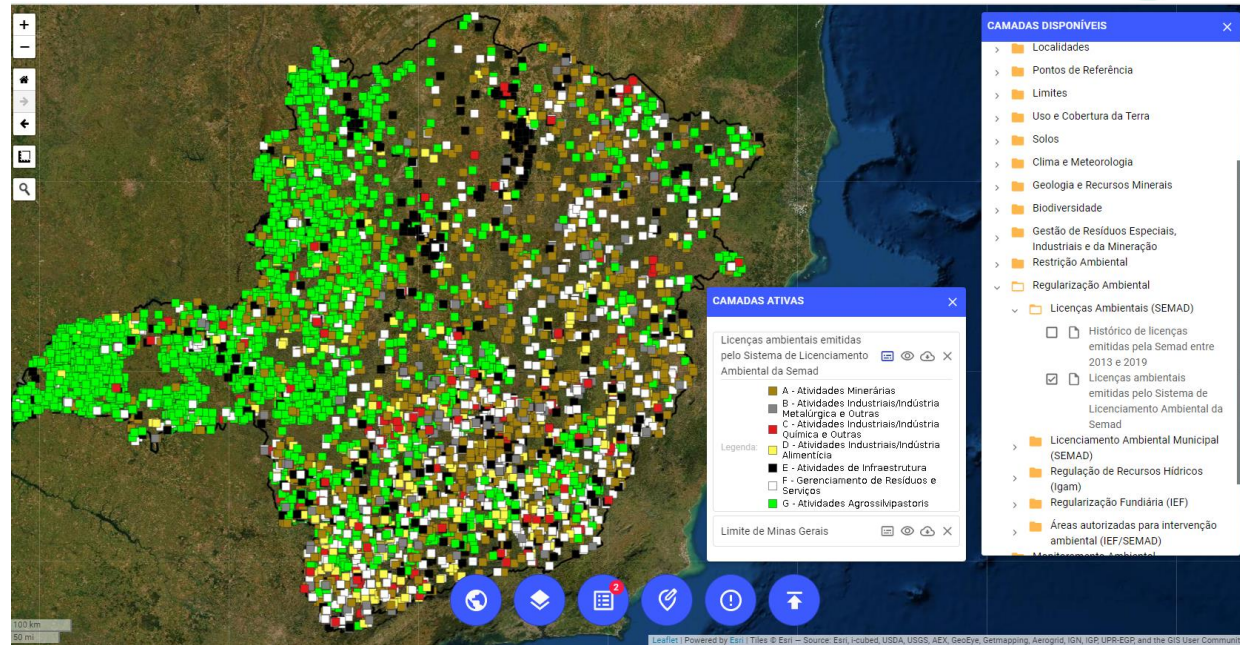 +
−
CAMADAS DISPONÍVEIS
Localidades
Pontos de Referência
Limites
Uso e Cobertura da Terra
Solos
Clima e Meteorologia
Geologia e Recursos Minerais
Biodiversidade
Gestão de Resíduos Especiais,
Industriais e da Mineração
Restrição Ambiental
Regularização Ambiental
Licenças Ambientais (SEMAD)
Histórico de licenças
emitidas pela Semad entre
2013 e 2019
Licenças ambientais
emitidas pelo Sistema de
Licenciamento Ambiental da
Semad
Licenciamento Ambiental Municipal
(SEMAD)
Regulação de Recursos Hídricos
(Igam)
Regularização Fundiária (IEF)
Áreas autorizadas para intervenção
ambiental (IEF/SEMAD)
Monitoramento Ambiental
CAMADAS ATIVAS
Licenças ambientais emitidas
pelo Sistema de Licenciamento
Ambiental da Semad
Legenda:
A - Atividades Minerárias
B - Atividades Industriais/Indústria
Metalúrgica e Outras
C - Atividades Industriais/Indústria
Química e Outras
D - Atividades Industriais/Indústria
Alimentícia
E - Atividades de Infraestrutura
F - Gerenciamento de Resíduos e
Serviços
G - Atividades Agrossilvipastoris
Limite de Minas Gerais
2
100 km
50 mi
Leaflet | Powered by Esri | Tiles © Esri — Source: Esri, i-cubed, USDA, USGS, AEX, GeoEye, Getmapping, Aerogrid, IGN, IGP, UPR-EGP, and the GIS User Communit